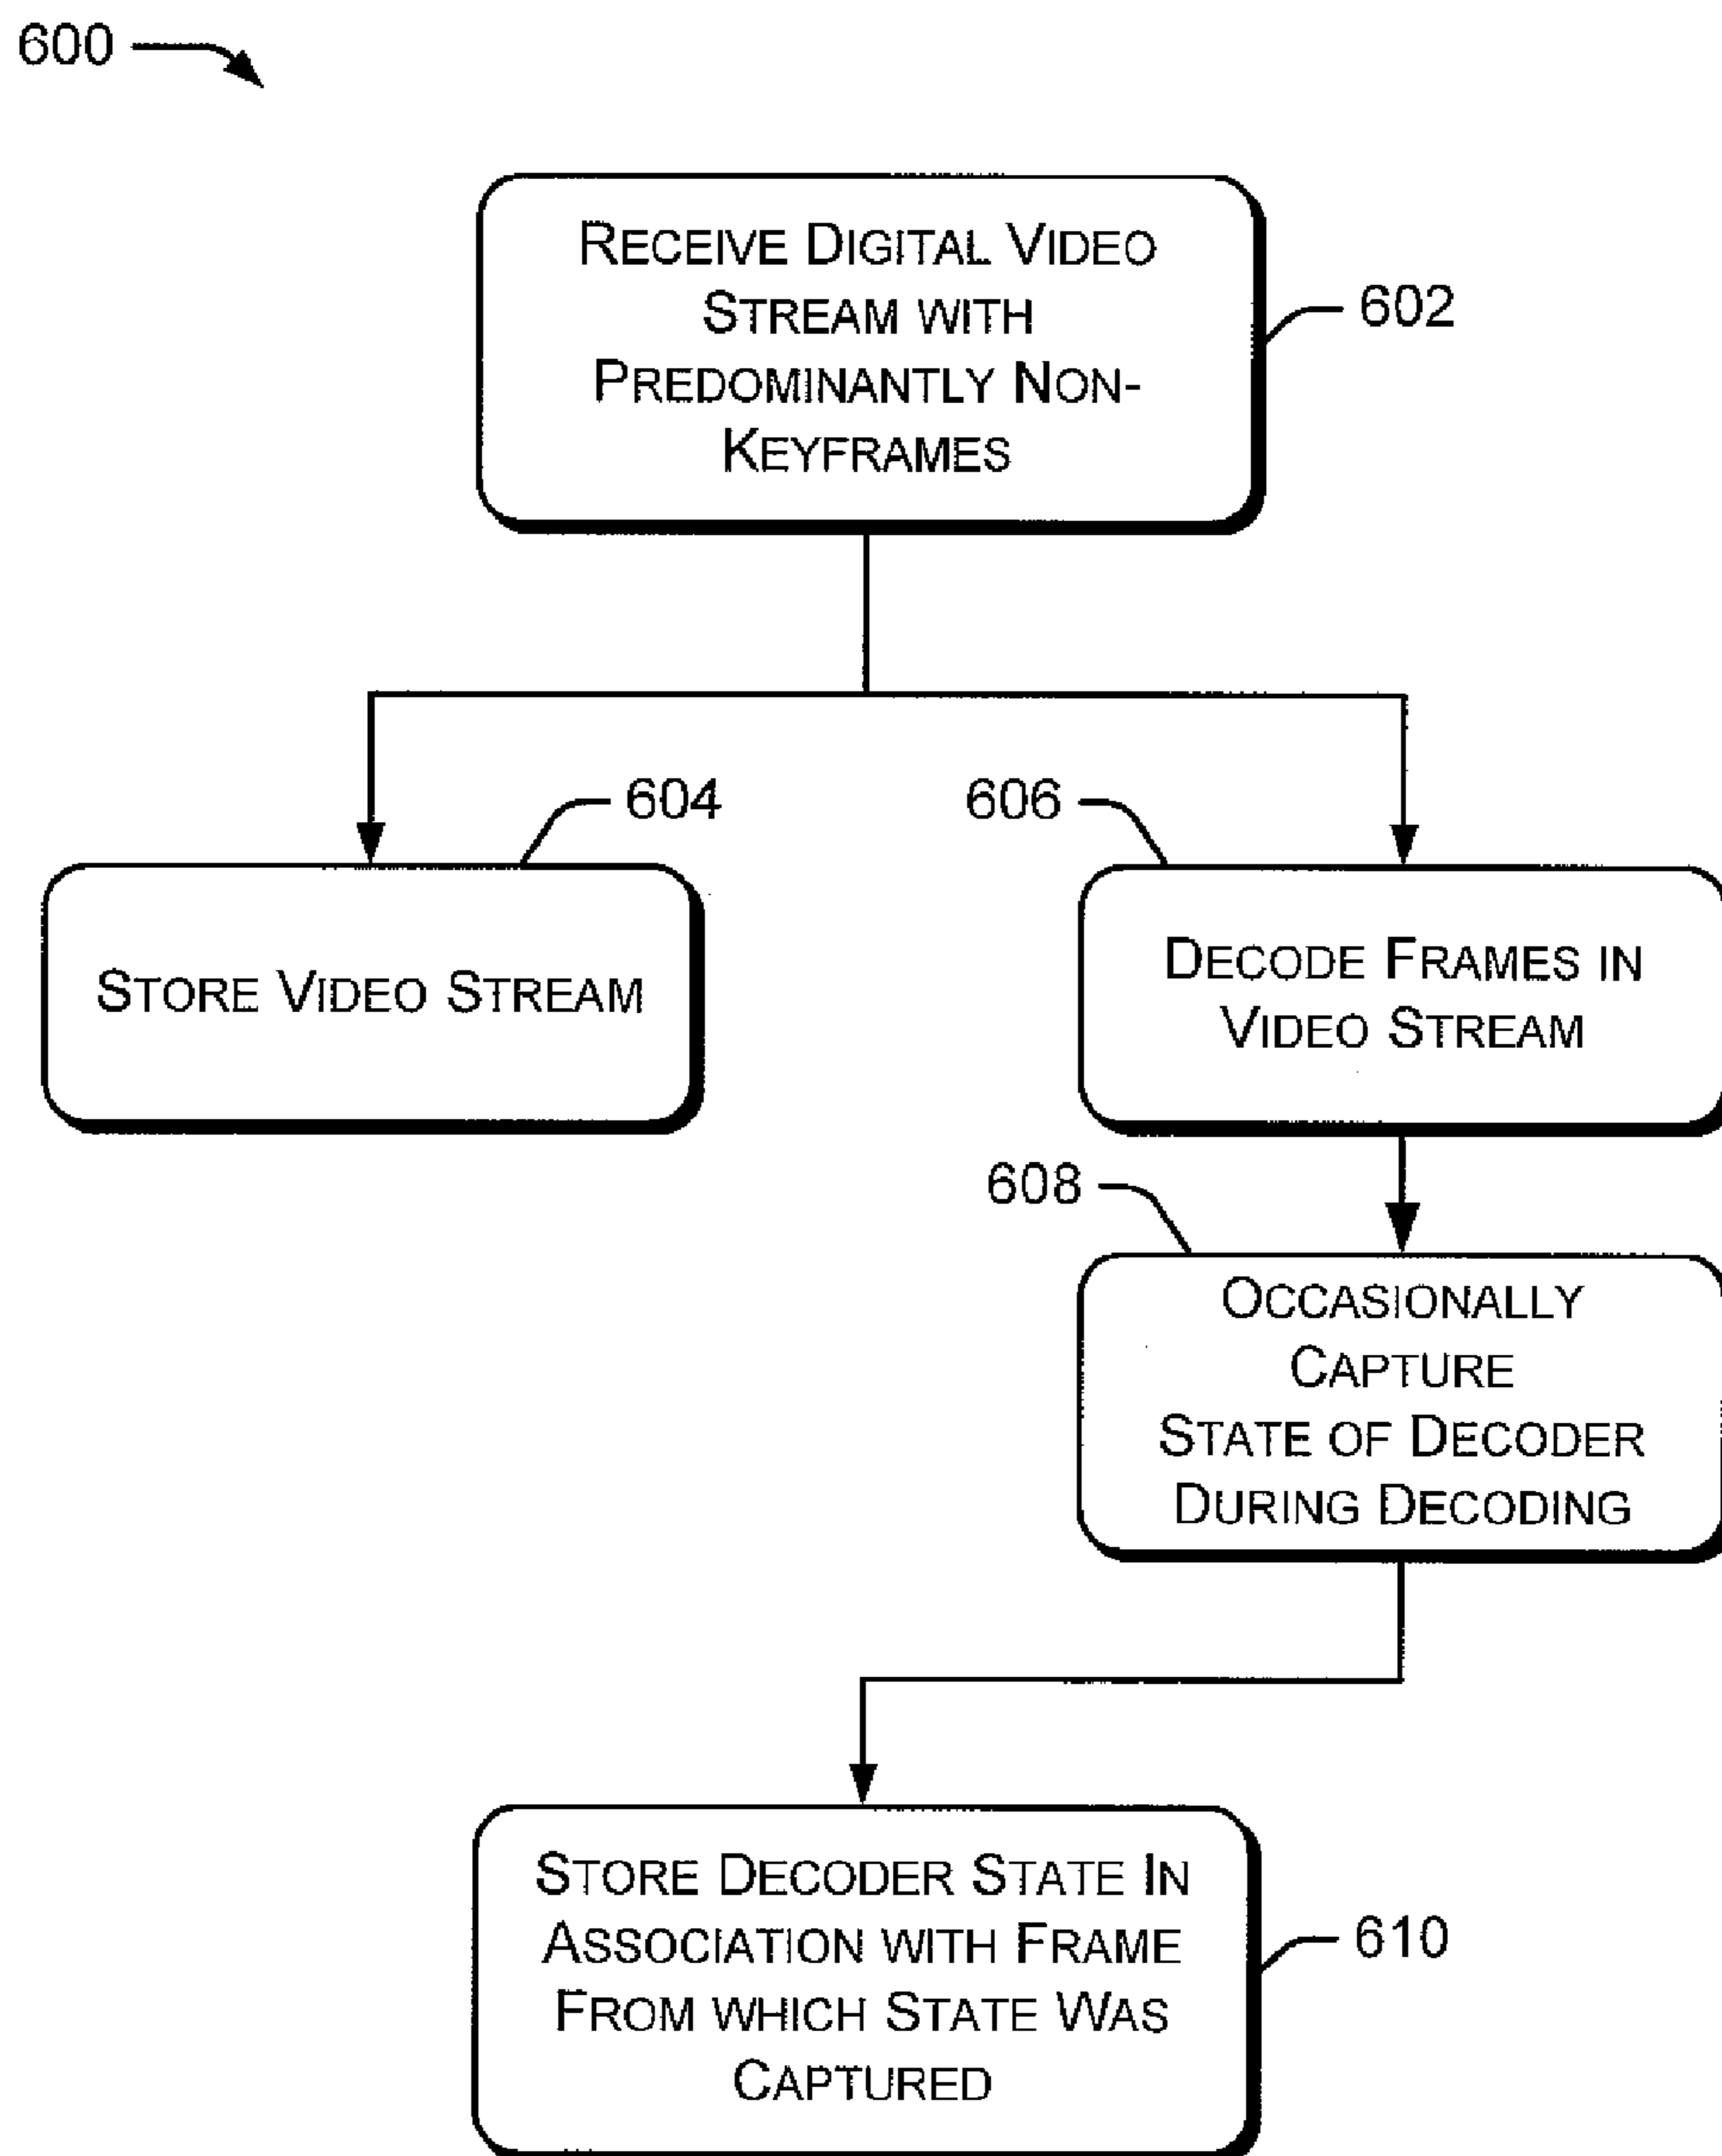 600
RECEIVE DIGITAL VIDEO
STREAM WITH
PREDOMINANTLY NON-
KEYFRAMES
602
604
STORE VIDEO STREAM
606
DECODE FRAMES IN
VIDEO STREAM
608
OCCASIONALLY
CAPTURE
STATE OF DECODER
DURING DECODING
STORE DECODER STATE IN
ASSOCIATION WITH FRAME
FROM WHICH STATE WAS
CAPTURED
610